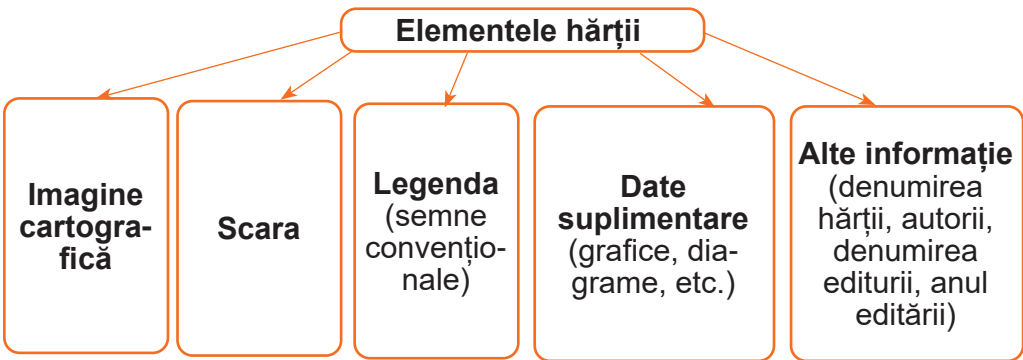 Elementele hărții
Imagine
cartogra-
fică
Scara
Legenda
(semne
convențio-
nale)
Date
suplimentare
(grafice, dia-
grame, etc.)
Alte informație
(denumirea
hărții, autorii,
denumirea
editurii, anul
editării)